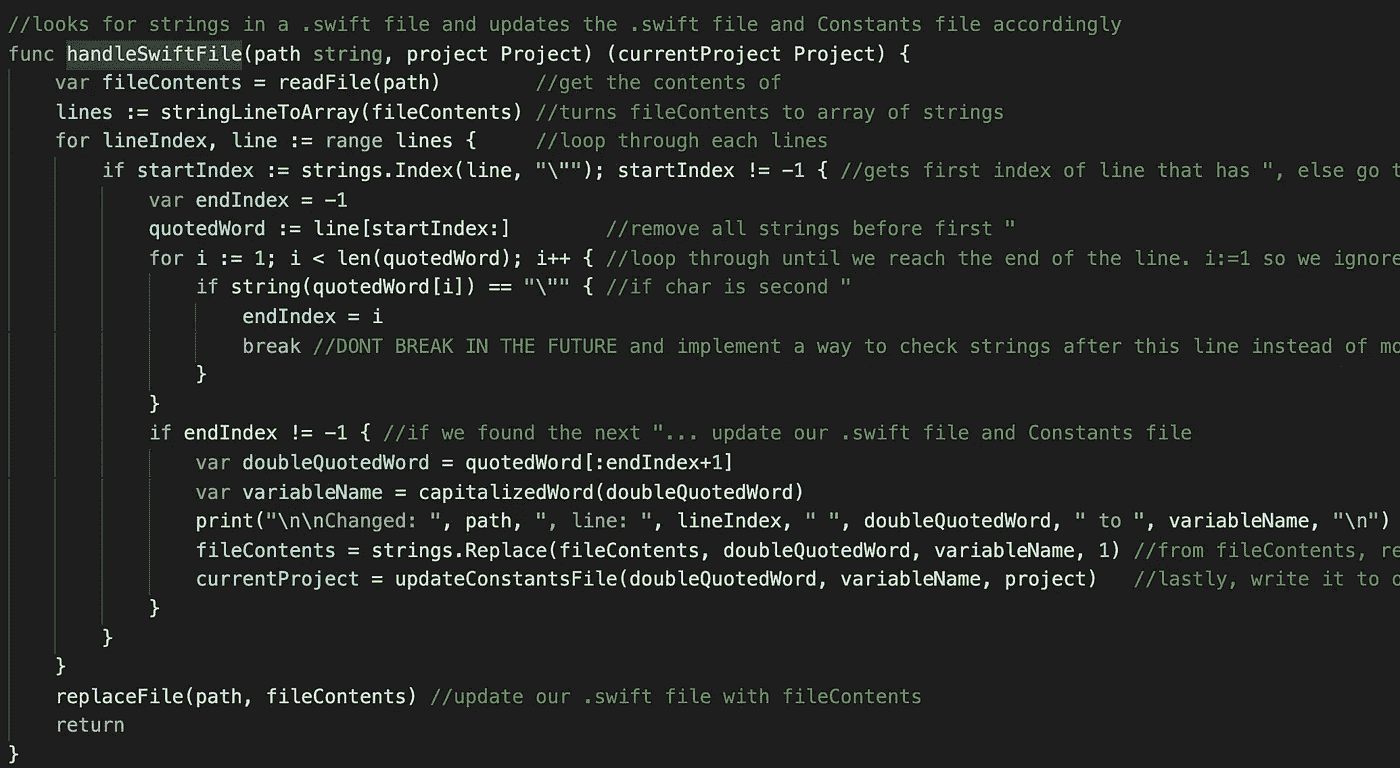 //looks for strings in a .swift file and updates the .swift file and Constants file accordingly
func handleSwiftFile(path string, project Project) (currentProject Project) {
    var fileContents = readFile(path)        //get the contents of
    lines := stringLineToArray(fileContents) //turns fileContents to array of strings
    for lineIndex, line := range lines {     //loop through each lines
        if startIndex := strings.Index(line, "\""); startIndex != -1 { //gets first index of line that has ", else go
            var endIndex = -1
            quotedWord := line[startIndex:]        //remove all strings before first "
            for i := 1; i < len(quotedWord); i++ { //loop through until we reach the end of the line. i:=1 so we ignore
                if string(quotedWord[i]) == "\"" { //if char is second "
                    endIndex = i
                    break //DONT BREAK IN THE FUTURE and implement a way to check strings after this line instead of
                }
            }
            if endIndex != -1 { //if we found the next "... update our .swift file and Constants file
                var doubleQuotedWord = quotedWord[:endIndex+1]
                var variableName = capitalizedWord(doubleQuotedWord)
                print("\n\nChanged: ", path, ", line: ", lineIndex, " ", doubleQuotedWord, " to ", variableName, "\n")
                fileContents = strings.Replace(fileContents, doubleQuotedWord, variableName, 1) //from fileContents,
                currentProject = updateConstantsFile(doubleQuotedWord, variableName, project)   //lastly, write it to
            }
        }
    }
    replaceFile(path, fileContents) //update our .swift file with fileContents
    return
}